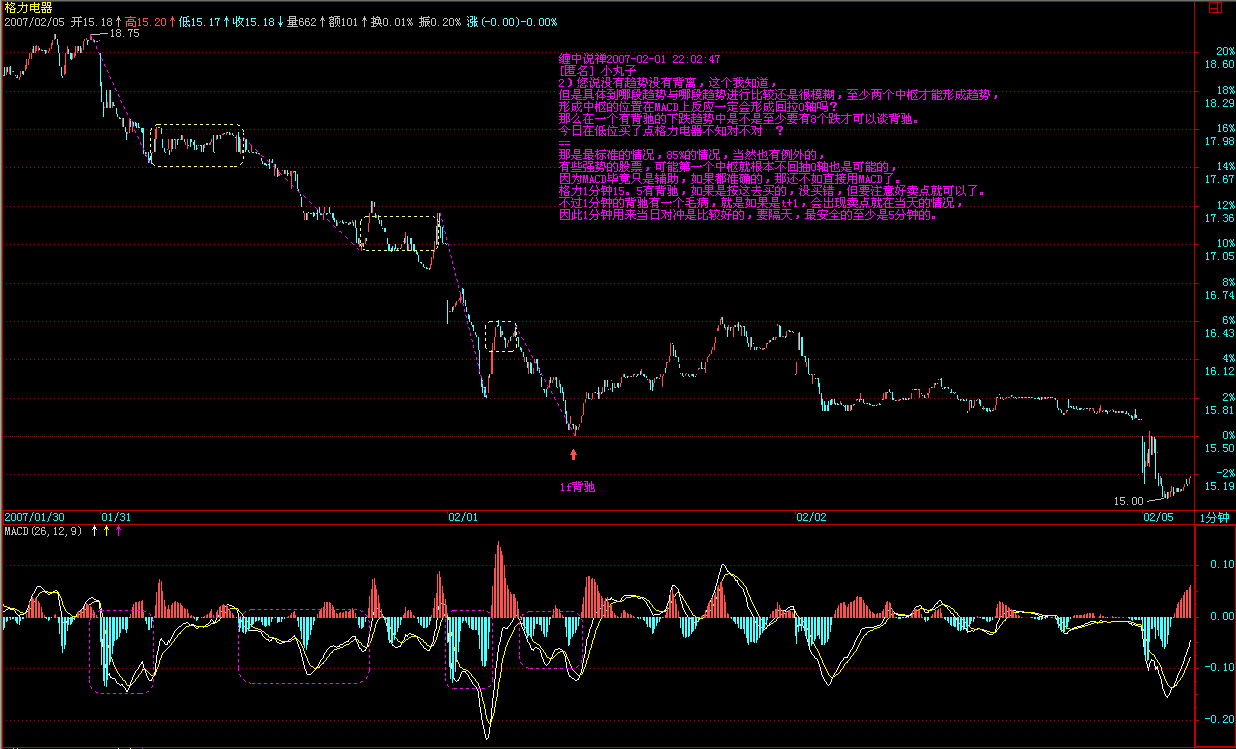 格力电器
2007/02/05 开15.18↑高15.20↑低15.17↑收15.18↓量662↑额101↑换0.01% 振0.20% 涨(-0.00)-0.00%
18.75
缠中说禅2007-02-01 22:02:47
[匿名] 小丸子
2）您说没有趋势没有背离，这个我知道，
但是具体到哪段趋势与哪段趋势进行比较还是很模糊，至少两个中枢才能形成趋势，
形成中枢的位置在MACD上反应一定会形成回拉0轴吗？
那么在一个有背驰的下跌趋势中是不是至少要有8个跌才可以谈背驰。
今日在低位买了点格力电器不知对不对 ？
==
那是最标准的情况，85%的情况，当然也有例外的，
有些强势的股票，可能第一个中枢就根本不回抽0轴也是可能的，
因为MACD毕竟只是辅助，如果都准确的，那还不如直接用MACD了。
格力1分钟15。5有背驰，如果是按这去买的，没买错，但要注意好卖点就可以了。
不过1分钟的背驰有一个毛病，就是如果是t+1，会出现卖点就在当天的情况，
因此1分钟用来当日对冲是比较好的，要隔天，最安全的至少是5分钟的。
20%
18.60
18%
18.29
16%
17.98
14%
17.67
12%
17.36
10%
17.05
8%
16.74
6%
16.43
4%
16.12
2%
15.81
0%
15.50
-2%
15.19
1f背驰
15.00
2007/01/30 01/31 02/01 02/02 02/05 1分钟
MACD(26,12,9) ↑ ↑ ↑
0.10
0.00
-0.10
-0.20